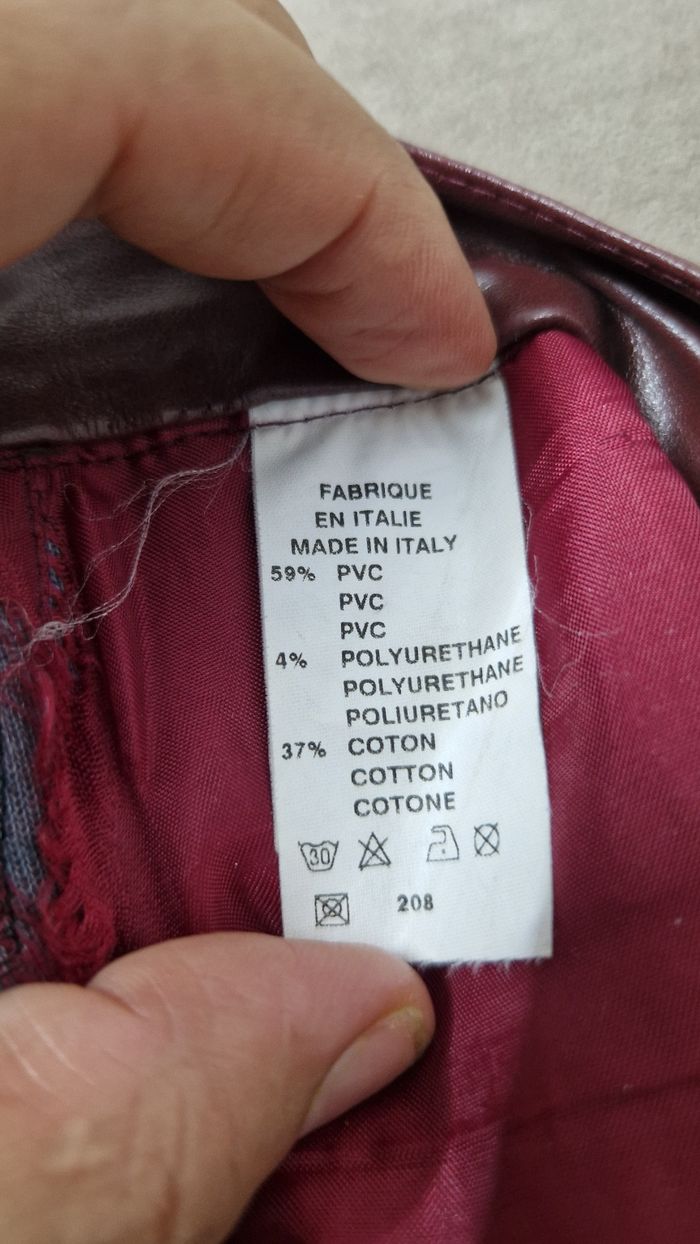 FABRIQUE
EN ITALIE
MADE IN ITALY
59% PVC
PVC
PVC
4% POLYURETHANE
POLYURETHANE
POLIURETANO
37% COTON
COTTON
COTONE
30
208